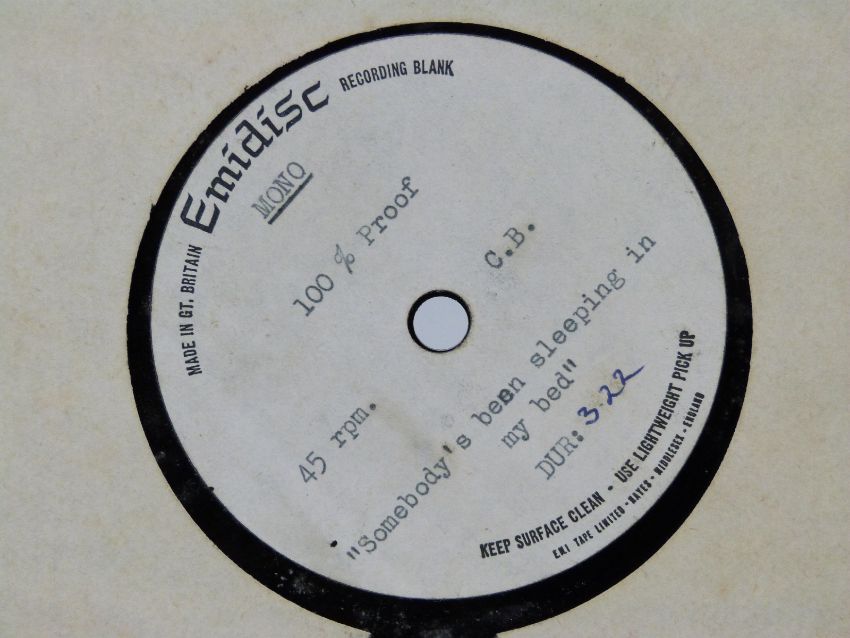 Emidisc RECORDING BLANK
MADE IN GT. BRITAIN
MONO
100 % Proof
C.B.
45 rpm.
"Somebody's been sleeping in
my bed"
DUR: 3.22
KEEP SURFACE CLEAN - USE LIGHTWEIGHT PICK UP
E.M.I TAPE LIMITED - HAYES - MIDDLESEX - ENGLAND